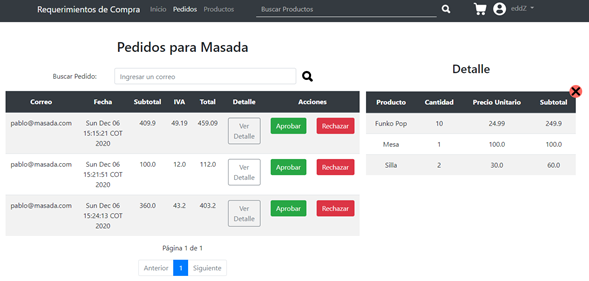 Requerimientos de Compra Inicio Pedidos Productos Buscar Productos eddZ
Pedidos para Masada
Buscar Pedido: Ingresar un correo
Correo Fecha Subtotal IVA Total Detalle Acciones
pablo@masada.com Sun Dec 06 15:15:21 COT 2020 409.9 49.19 459.09 Ver Detalle Aprobar Rechazar
pablo@masada.com Sun Dec 06 15:21:51 COT 2020 100.0 12.0 112.0 Ver Detalle Aprobar Rechazar
pablo@masada.com Sun Dec 06 15:24:13 COT 2020 360.0 43.2 403.2 Ver Detalle Aprobar Rechazar
Página 1 de 1
Anterior 1 Siguiente
Detalle
Producto Cantidad Precio Unitario Subtotal
Funko Pop 10 24.99 249.9
Mesa 1 100.0 100.0
Silla 2 30.0 60.0